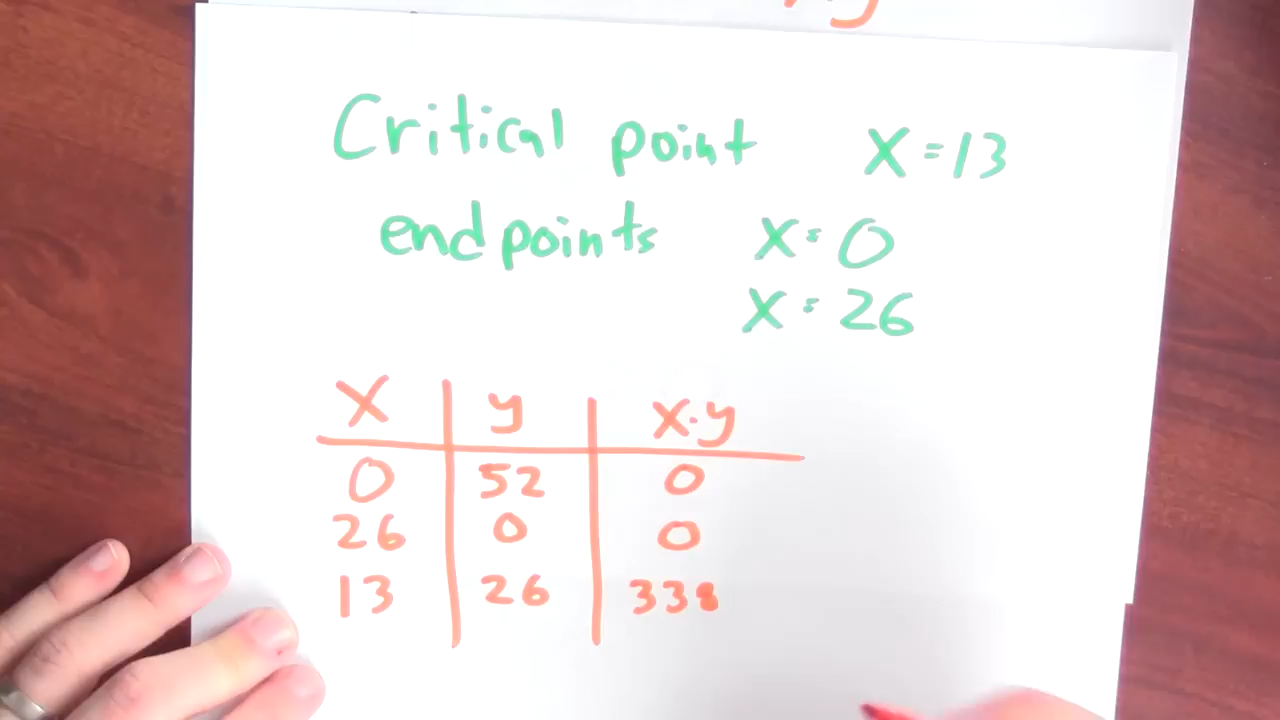 Critical point x=13
endpoints x=0
x=26
x y x·y
0 52 0
26 0 0
13 26 338